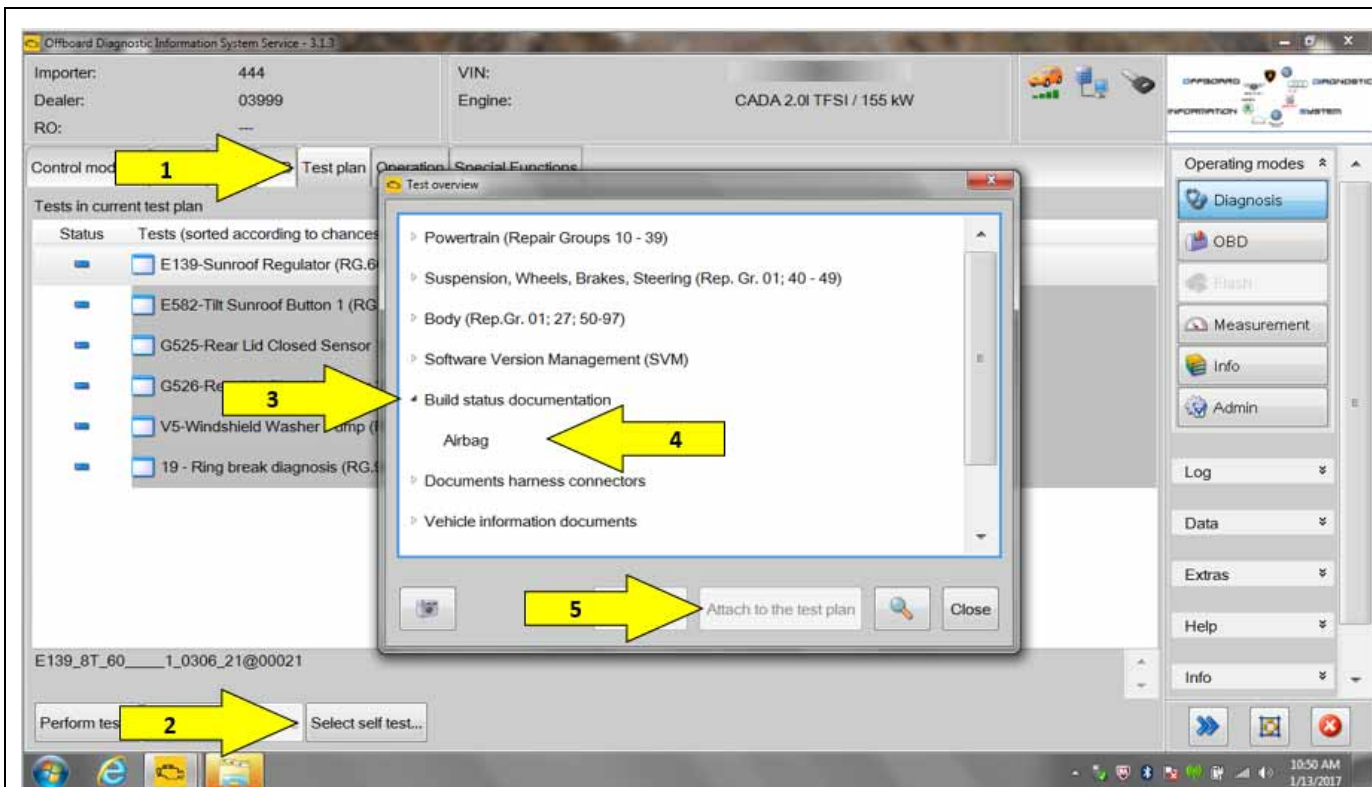 Offboard Diagnostic Information System Service - 3.1.3
Importer: 444
Dealer: 03999
RO: ---
VIN:
Engine: CADA 2.0l TFSI / 155 kW
OFFBOARD DIAGNOSTIC
INFORMATION SYSTEM
Control mod
1
Test plan
Operation
Special Functions
Tests in current test plan
Status Tests (sorted according to chances
E139-Sunroof Regulator (RG.6
E582-Tilt Sunroof Button 1 (RG
G525-Rear Lid Closed Sensor
G526-Re
V5-Windshield Washer Pump (
19 - Ring break diagnosis (RG.
Test overview
Powertrain (Repair Groups 10 - 39)
Suspension, Wheels, Brakes, Steering (Rep. Gr. 01; 40 - 49)
Body (Rep.Gr. 01; 27; 50-97)
Software Version Management (SVM)
3
Build status documentation
Airbag
4
Documents harness connectors
Vehicle information documents
5
Attach to the test plan
Close
E139_8T_60____1_0306_21@00021
Perform tes
2
Select self test...
Operating modes
Diagnosis
OBD
Flash
Measurement
Info
Admin
Log
Data
Extras
Help
Info
10:50 AM
1/13/2017